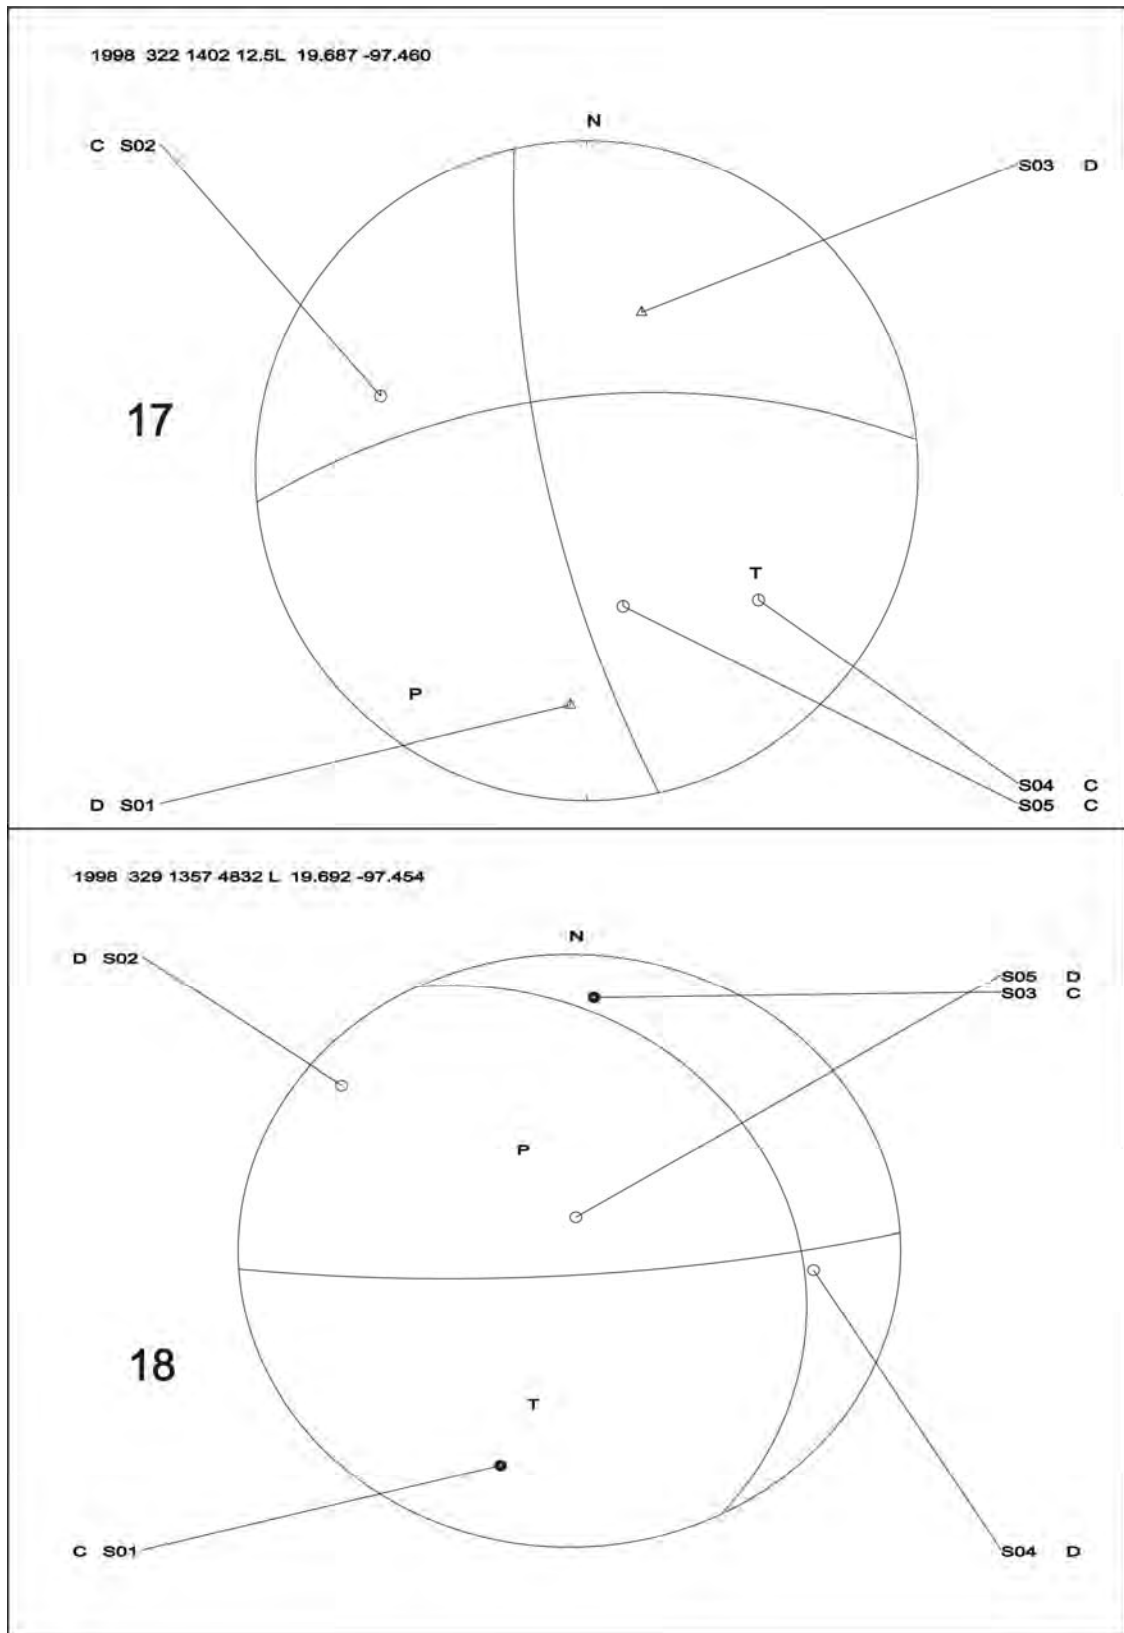 1998 322 1402 12.5L 19.687 -97.460
N
C S02
S03 D
17
T
P
S04 C
D S01
S05 C
1998 329 1357 4832 L 19.692 -97.454
N
D S02
S05 D
S03 C
P
18
T
C S01
S04 D